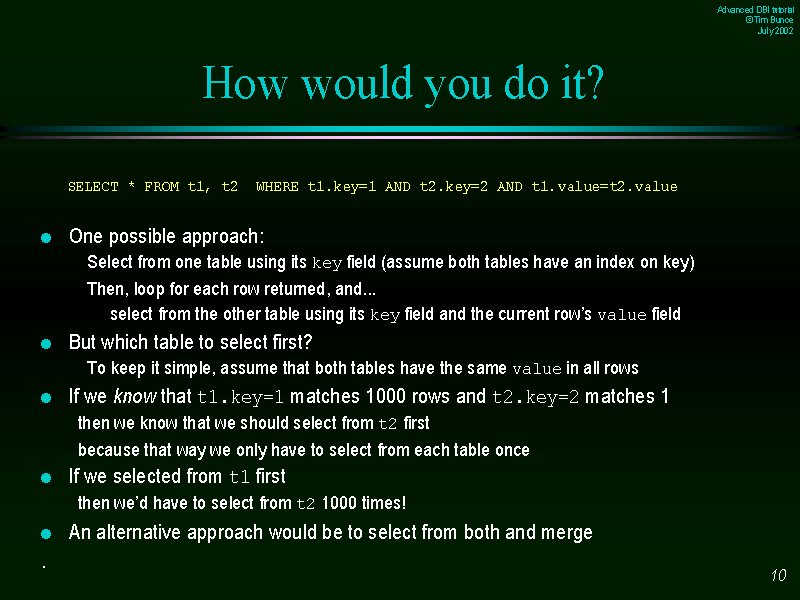 Advanced DBI tutorial
©Tim Bunce
July 2002
How would you do it?
SELECT * FROM t1, t2  WHERE t1.key=1 AND t2.key=2 AND t1.value=t2.value
● One possible approach:
Select from one table using its key field (assume both tables have an index on key)
Then, loop for each row returned, and...
select from the other table using its key field and the current row's value field
● But which table to select first?
To keep it simple, assume that both tables have the same value in all rows
● If we know that t1.key=1 matches 1000 rows and t2.key=2 matches 1
then we know that we should select from t2 first
because that way we only have to select from each table once
● If we selected from t1 first
then we'd have to select from t2 1000 times!
● An alternative approach would be to select from both and merge
.
10